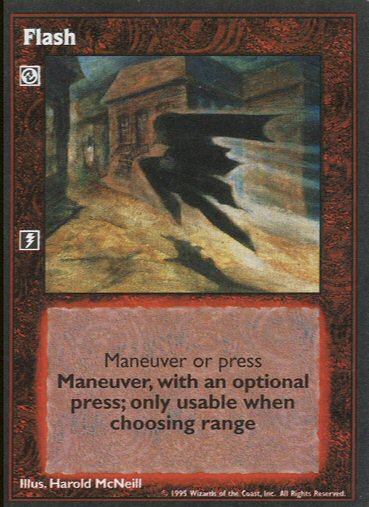 Flash
Maneuver or press
Maneuver, with an optional
press; only usable when
choosing range
Illus. Harold McNeill
© 1995 Wizards of the Coast, Inc. All Rights Reserved.